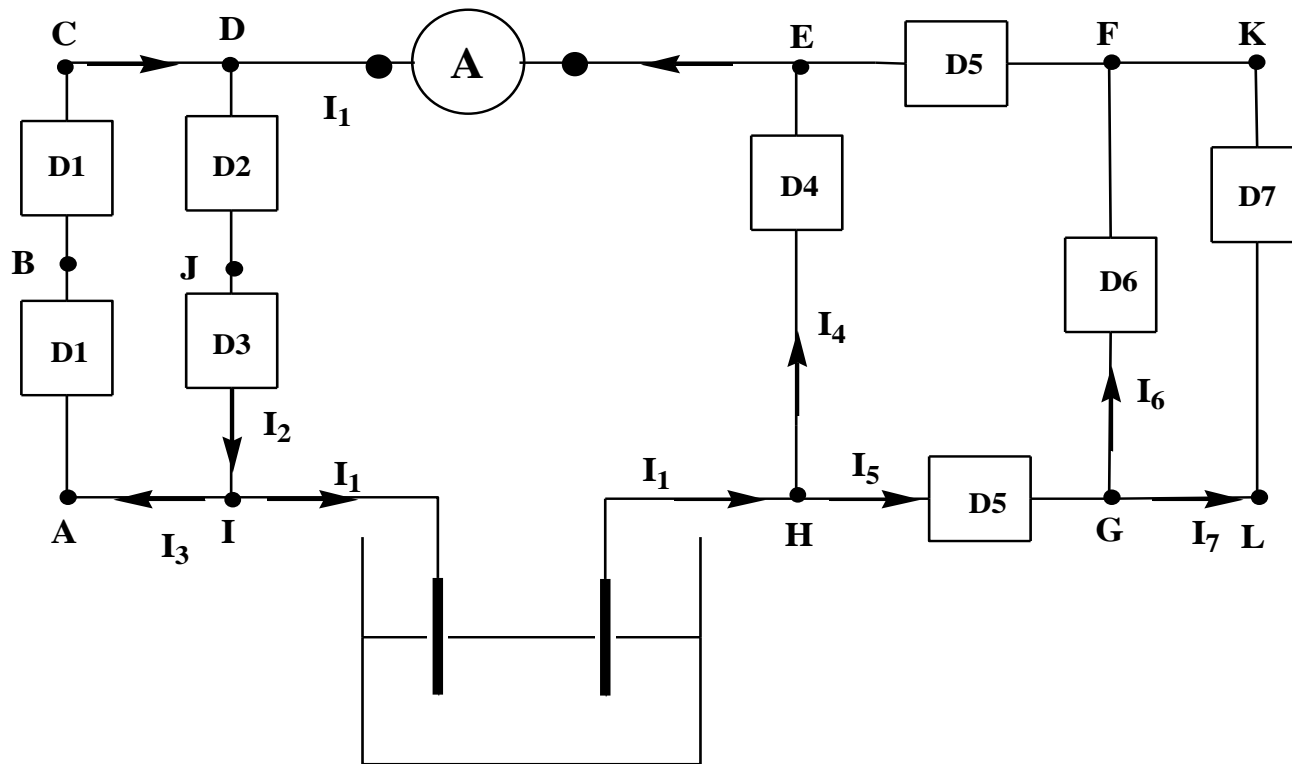 C D E F K
A
D5
I1
D1 D2 D4 D7
B J
D6
D1 D3
I4
I6
I2
I1 I1 I5
D5
A I H G L
I3 I7